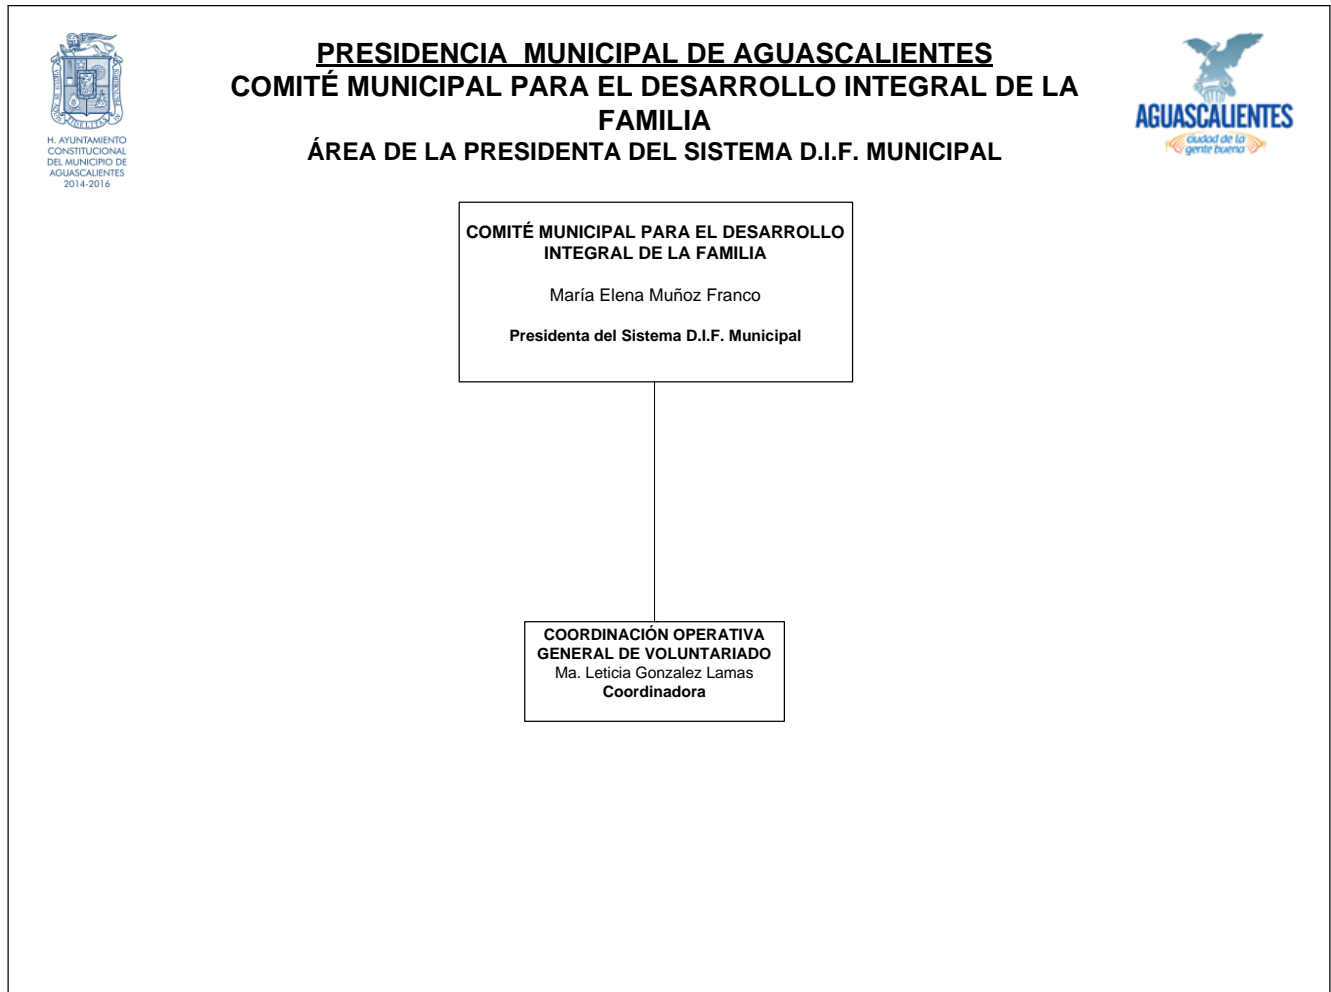 PRESIDENCIA MUNICIPAL DE AGUASCALIENTES
COMITÉ MUNICIPAL PARA EL DESARROLLO INTEGRAL DE LA
FAMILIA
ÁREA DE LA PRESIDENTA DEL SISTEMA D.I.F. MUNICIPAL
H. AYUNTAMIENTO
CONSTITUCIONAL
DEL MUNICIPIO DE
AGUASCALIENTES
2014-2016
AGUASCALIENTES
ciudad de la
gente buena
COMITÉ MUNICIPAL PARA EL DESARROLLO
INTEGRAL DE LA FAMILIA
María Elena Muñoz Franco
Presidenta del Sistema D.I.F. Municipal
COORDINACIÓN OPERATIVA
GENERAL DE VOLUNTARIADO
Ma. Leticia Gonzalez Lamas
Coordinadora